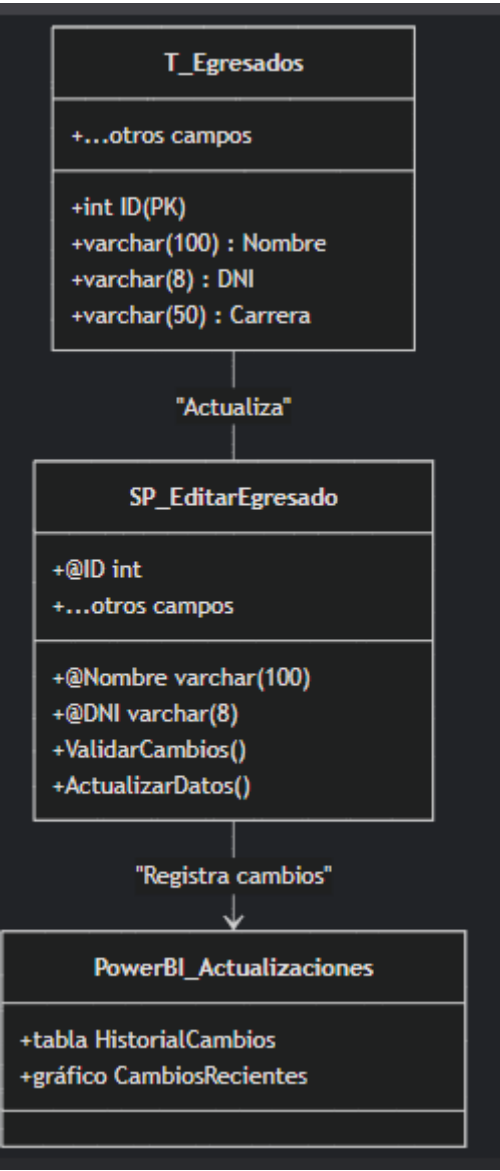 T_Egresados
+...otros campos
+int ID(PK)
+varchar(100) : Nombre
+varchar(8) : DNI
+varchar(50) : Carrera
"Actualiza"
SP_EditarEgresado
+@ID int
+...otros campos
+@Nombre varchar(100)
+@DNI varchar(8)
+ValidarCambios()
+ActualizarDatos()
"Registra cambios"
PowerBI_Actualizaciones
+tabla HistorialCambios
+gráfico CambiosRecientes